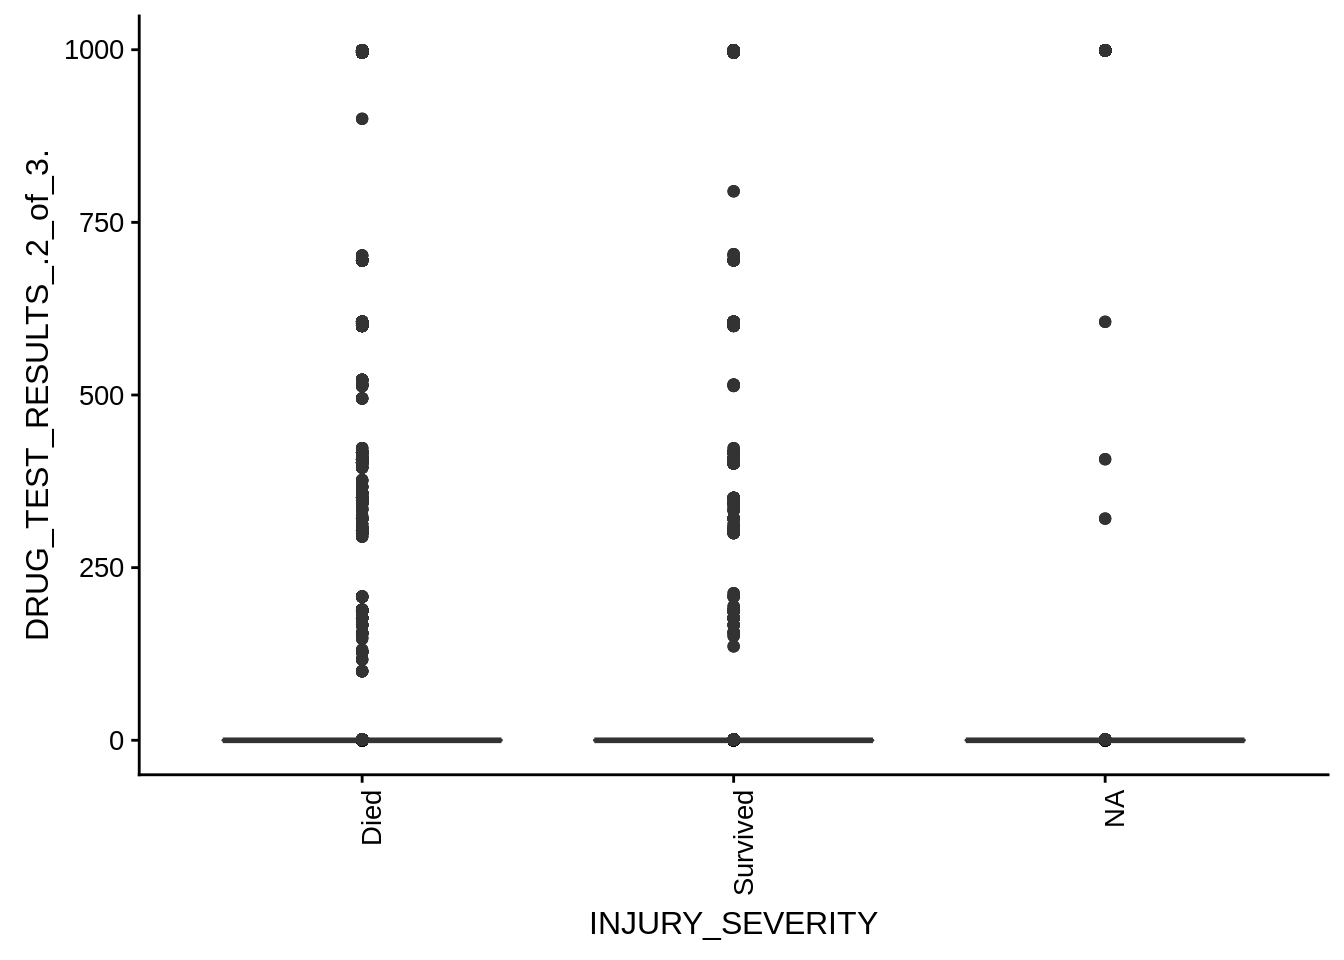 DRUG_TEST_RESULTS_.2_of_3.
1000
750
500
250
0
Died
Survived
NA
INJURY_SEVERITY